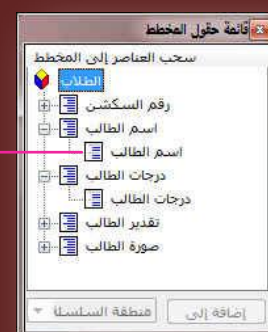 قائمة حقول المخطط
سحب العناصر إلى المخطط
الطلاب
رقم السكشن
اسم الطالب
اسم الطالب
درجات الطالب
درجات الطالب
تقدير الطالب
صورة الطالب
إضافة إلى
منطقة السلسلة